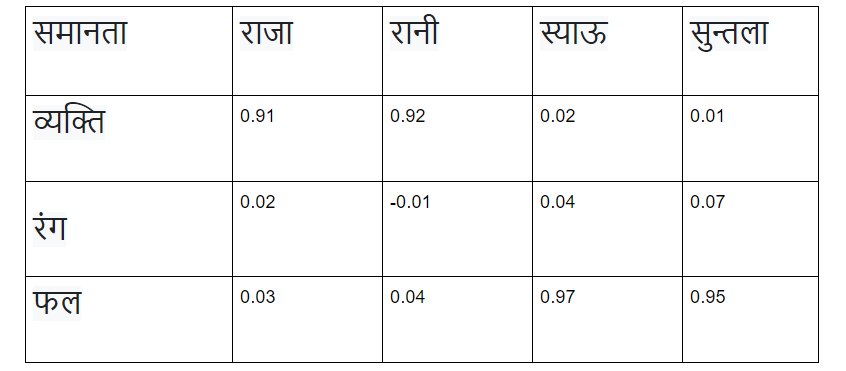 समानता राजा रानी स्याऊ सुन्तला
व्यक्ति 0.91 0.92 0.02 0.01
रंग 0.02 -0.01 0.04 0.07
फल 0.03 0.04 0.97 0.95